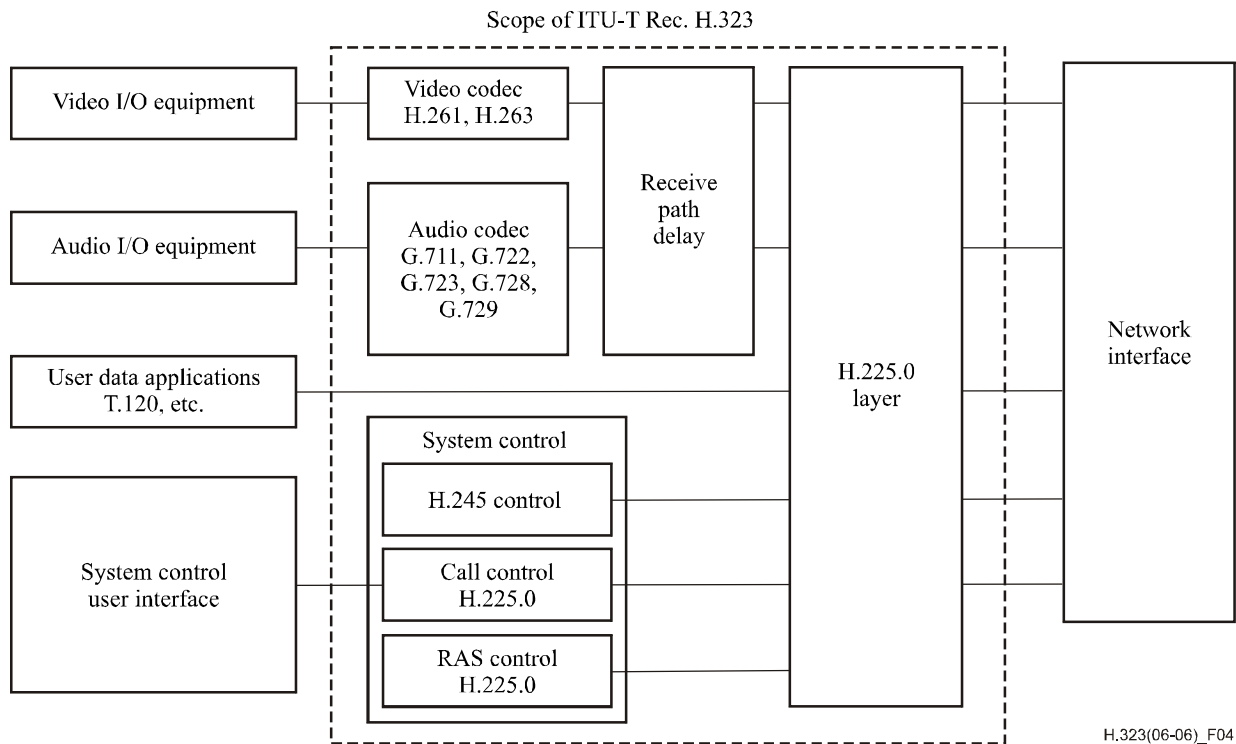 Scope of ITU-T Rec. H.323
Video I/O equipment
Video codec
H.261, H.263
Receive
path
delay
Audio I/O equipment
Audio codec
G.711, G.722,
G.723, G.728,
G.729
H.225.0
layer
Network
interface
User data applications
T.120, etc.
System control
H.245 control
System control
user interface
Call control
H.225.0
RAS control
H.225.0
H.323(06-06)_F04